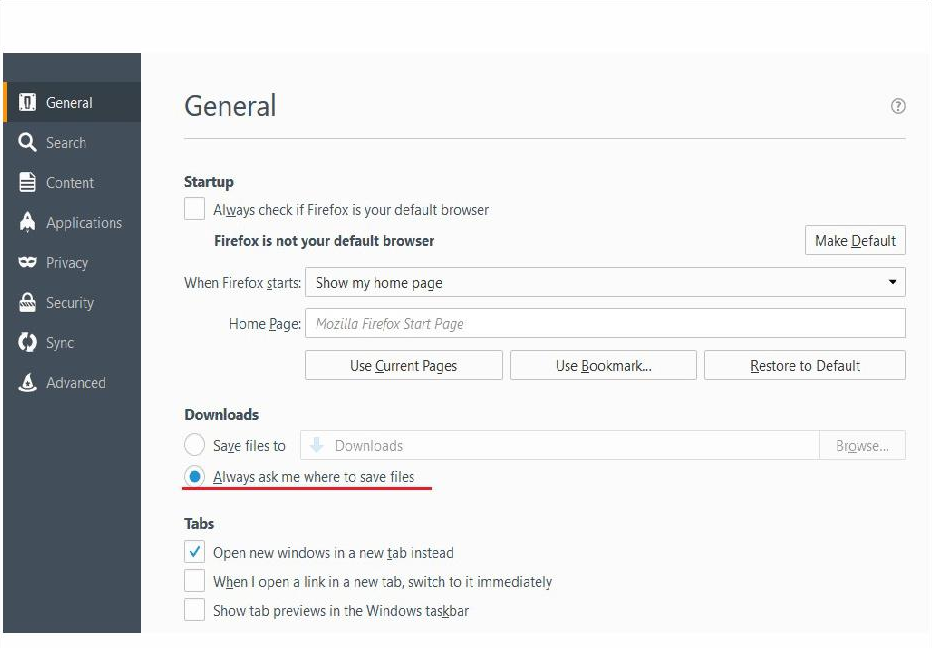 General
Search
Content
Applications
Privacy
Security
Sync
Advanced
General
?
Startup
Always check if Firefox is your default browser
Firefox is not your default browser
Make Default
When Firefox starts: Show my home page
Home Page: Mozilla Firefox Start Page
Use Current Pages Use Bookmark... Restore to Default
Downloads
Save files to Downloads Browse...
Always ask me where to save files
Tabs
Open new windows in a new tab instead
When I open a link in a new tab, switch to it immediately
Show tab previews in the Windows taskbar